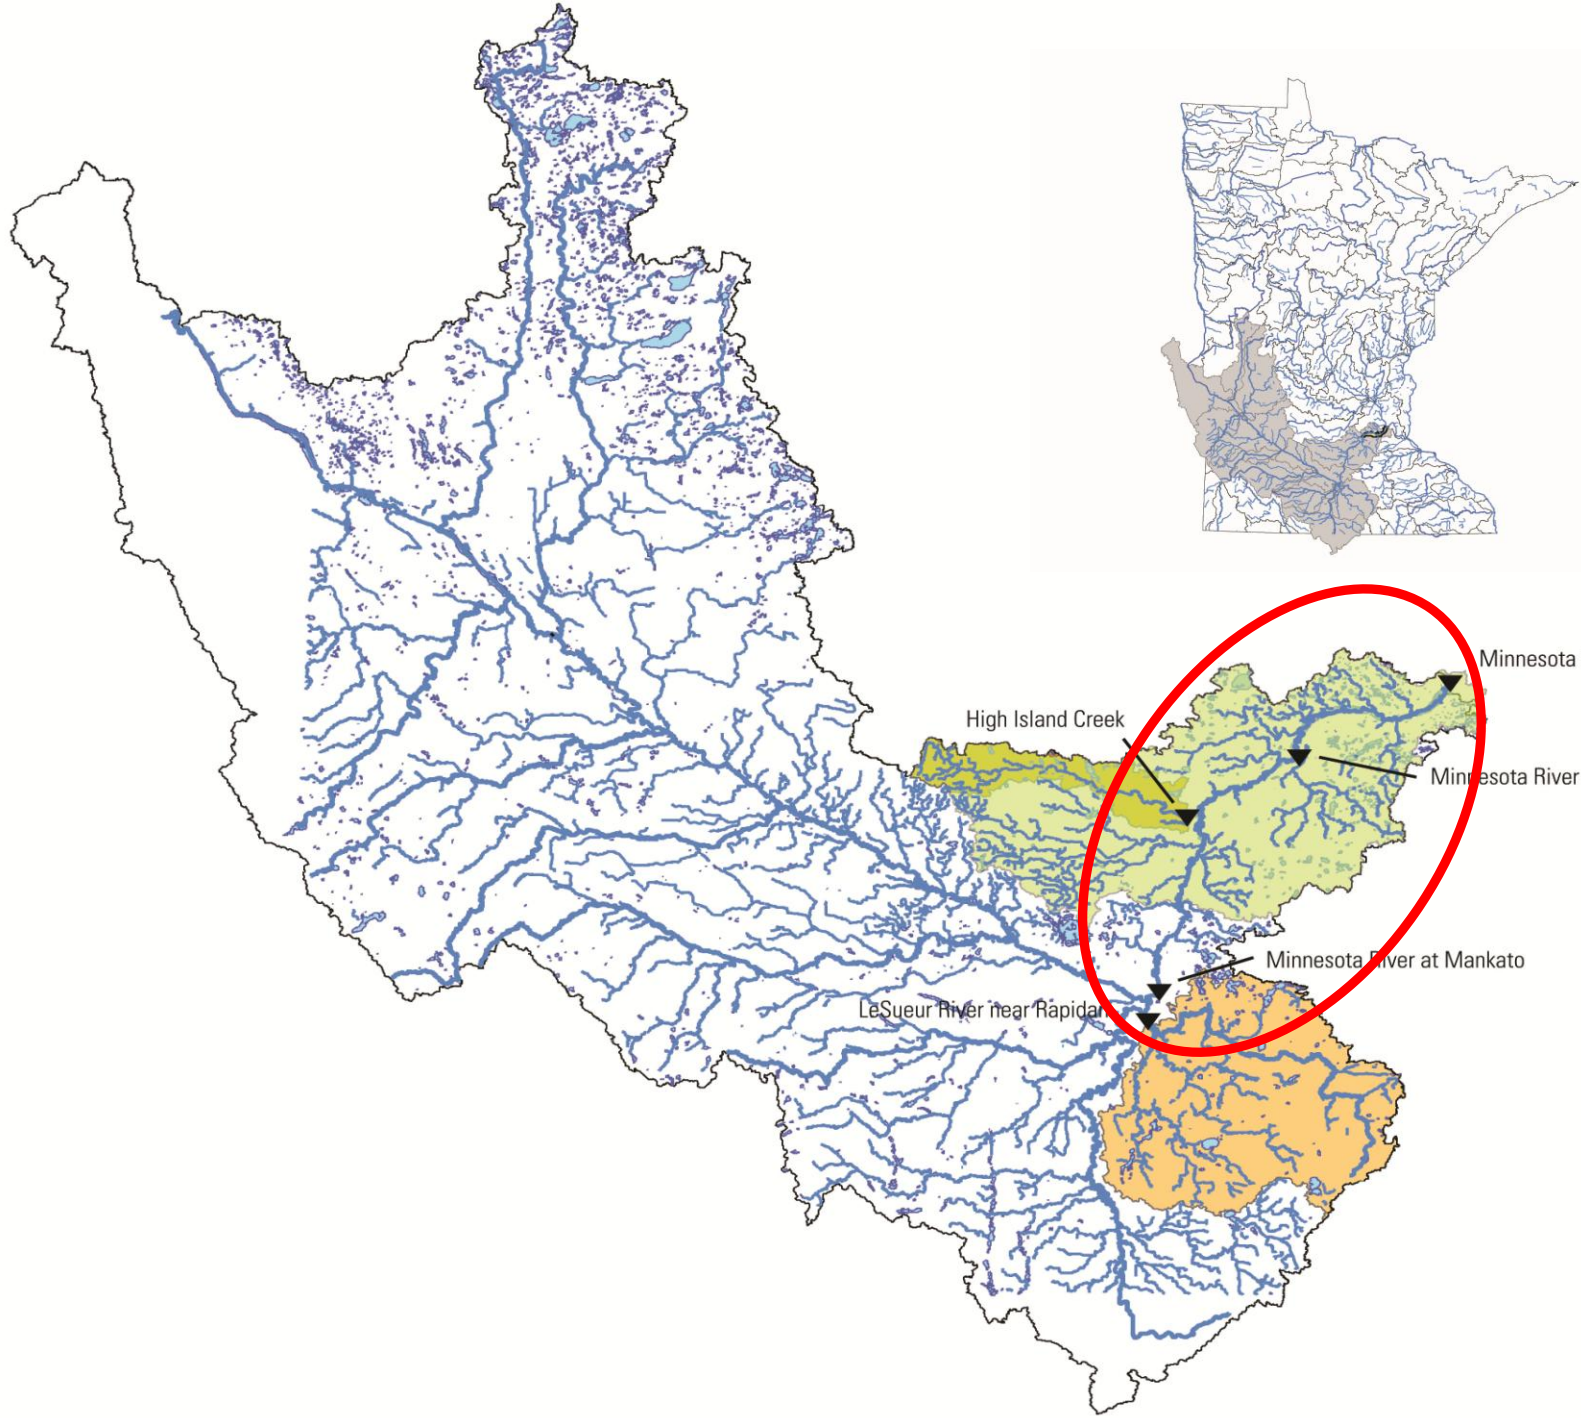 Minnesota
High Island Creek
Minnesota River
Minnesota River at Mankato
LeSueur River near Rapidan